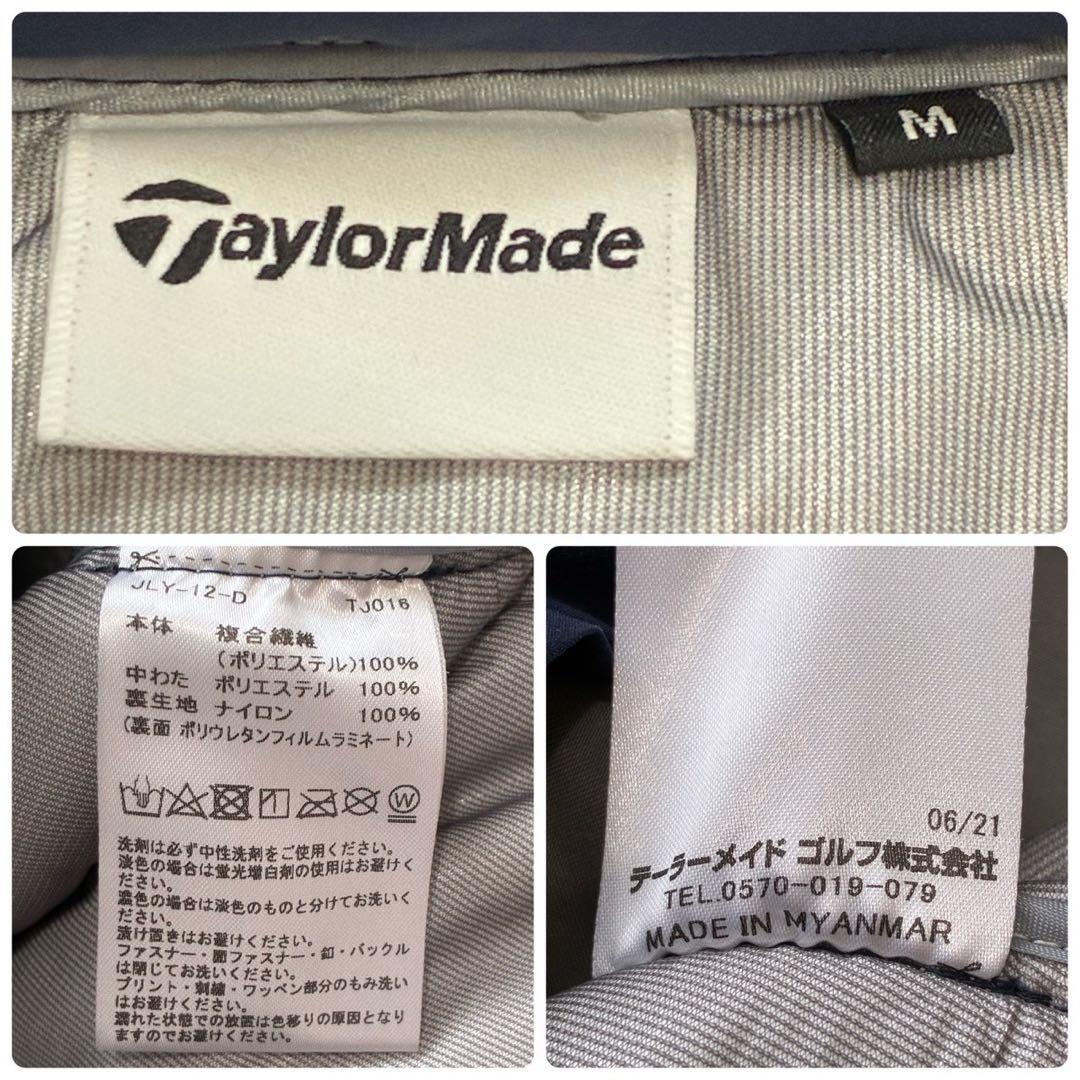 TaylorMade
M
JLY-12-D TJ016
本体 複合繊維
(ポリエステル)100%
中わた ポリエステル 100%
裏生地 ナイロン 100%
(裏面 ポリウレタンフィルムラミネート)
W
洗剤は必ず中性洗剤をご使用ください。
淡色の場合は蛍光増白剤の使用はお避けく
ださい。
濃色の場合は淡色のものと分けてお洗いく
ださい。
漬け置きはお避けください。
ファスナー・面ファスナー・釦・バックル
は閉じてお洗いください。
プリント・刺繍・ワッペン部分のもみ洗い
はお避けください。
濡れた状態での放置は色移りの原因となり
ますのでお避けください。
06/21
テーラーメイド ゴルフ株式会社
TEL.0570-019-079
MADE IN MYANMAR